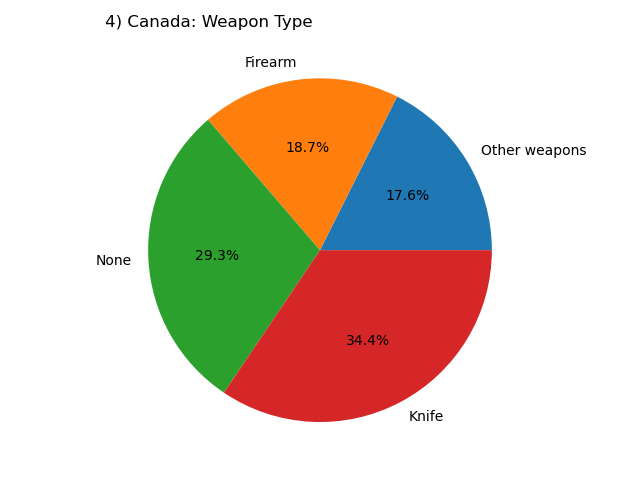 4) Canada: Weapon Type
Firearm
Other weapons
18.7%
17.6%
29.3%
None
34.4%
Knife